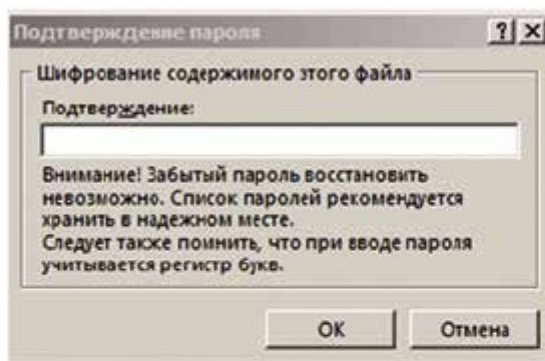 Подтверждение пароля
Шифрование содержимого этого файла
Подтверждение:
Внимание! Забытый пароль восстановить
невозможно. Список паролей рекомендуется
хранить в надежном месте.
Следует также помнить, что при вводе пароля
учитывается регистр букв.
ОК
Отмена